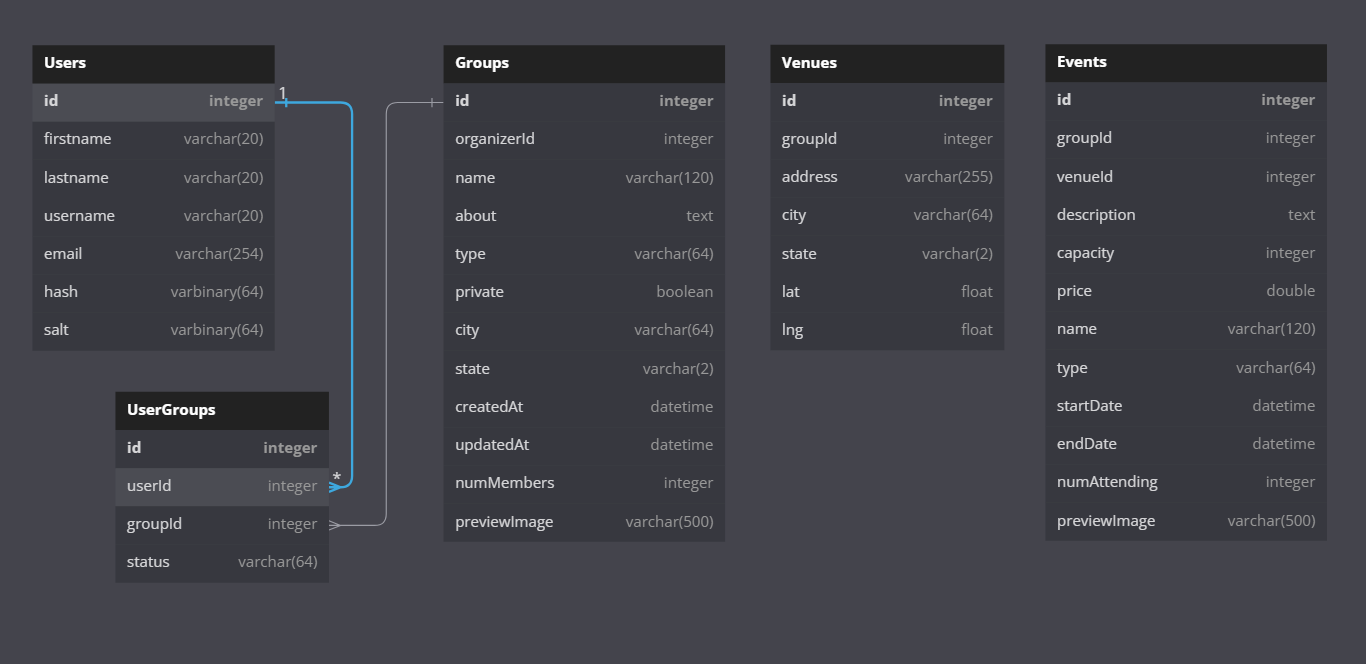 Users
id integer
firstname varchar(20)
lastname varchar(20)
username varchar(20)
email varchar(254)
hash varbinary(64)
salt varbinary(64)
1
*
UserGroups
id integer
userId integer
groupId integer
status varchar(64)
Groups
id integer
organizerId integer
name varchar(120)
about text
type varchar(64)
private boolean
city varchar(64)
state varchar(2)
createdAt datetime
updatedAt datetime
numMembers integer
previewImage varchar(500)
Venues
id integer
groupId integer
address varchar(255)
city varchar(64)
state varchar(2)
lat float
lng float
Events
id integer
groupId integer
venueId integer
description text
capacity integer
price double
name varchar(120)
type varchar(64)
startDate datetime
endDate datetime
numAttending integer
previewImage varchar(500)